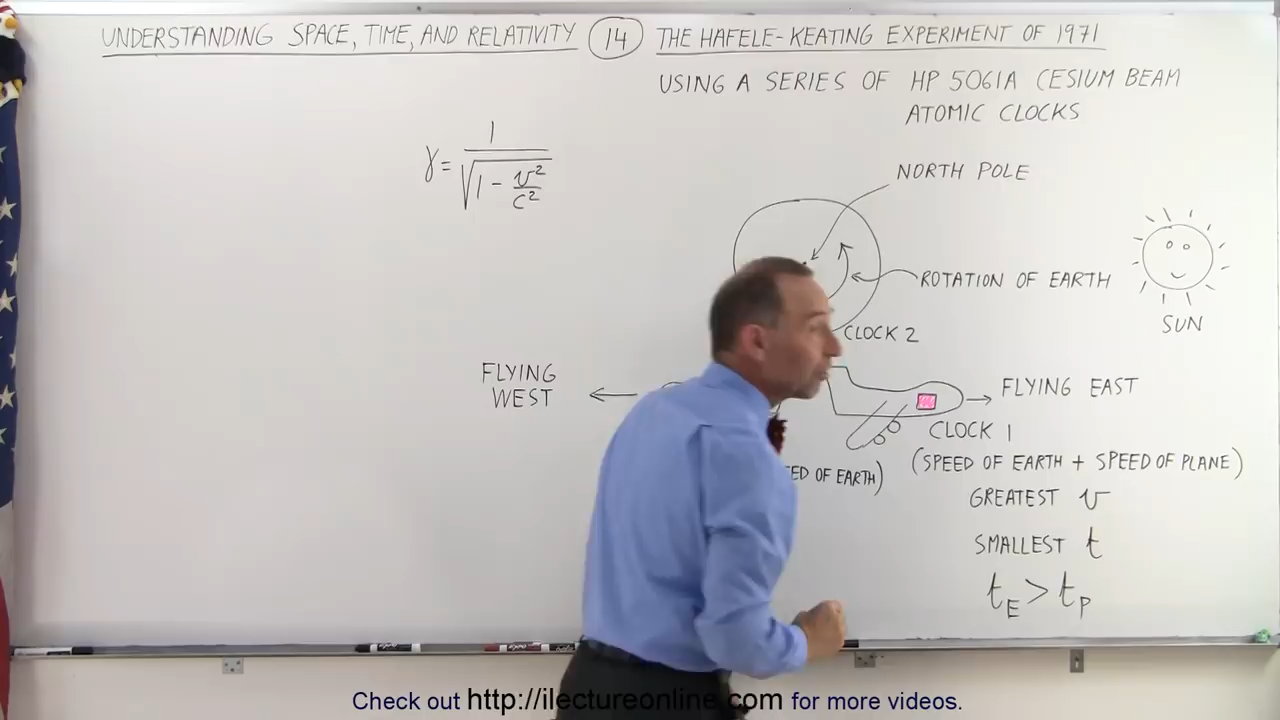 UNDERSTANDING SPACE, TIME, AND RELATIVITY 14 THE HAFELE-KEATING EXPERIMENT OF 1971
USING A SERIES OF HP 5061A CESIUM BEAM
ATOMIC CLOCKS
γ = 1 / √(1 - v²/c²)
NORTH POLE
ROTATION OF EARTH
SUN
CLOCK 2
FLYING
WEST
FLYING EAST
CLOCK 1
OF EARTH)
(SPEED OF EARTH + SPEED OF PLANE)
GREATEST v
SMALLEST t
t_E > t_P
Check out http://ilectureonline.com for more videos.